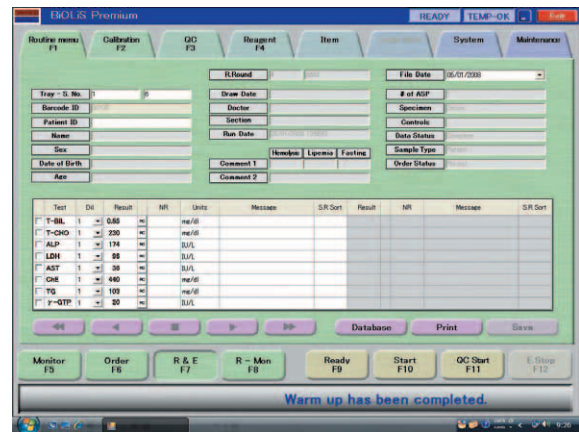 BiOLiS Premium READY TEMP-OK Exit
Routine menu F1 Calibration F2 QC F3 Reagent F4 Item System Maintenance
R.Round File Date 05/01/2008
Tray - S. No. 1 6 Draw Date # of ASP
Barcode ID Doctor Specimen
Patient ID Section Controls
Name Run Date Data Status
Sex Hemolysis Lipemia Fasting Sample Type
Date of Birth Comment 1 Order Status
Age Comment 2
Test Dil Result NR Units Message S.R.Sort Result NR Message S.R.Sort
T-BIL 1 0.85 mg/dl
T-CHO 1 230 mg/dl
ALP 1 174 IU/L
LDH 1 IU/L
AST 1 IU/L
ChE 1 440 mg/dl
TG 1 103 mg/dl
γ-GTP 1 IU/L
Database Print Save
Monitor F5 Order F6 R & E F7 R - Mon F8 Ready F9 Start F10 QC Start F11 E.Stop F12
Warm up has been completed.
9:26